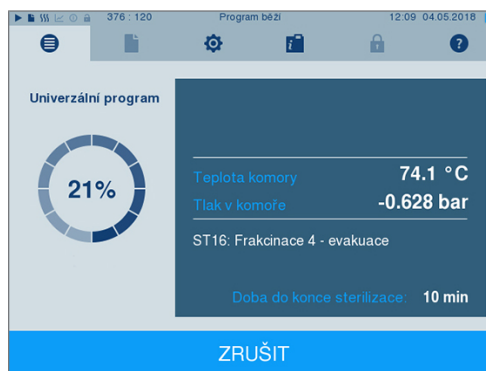 376 : 120 Program běží 12:09 04.05.2018
Univerzální program
21%
Teplota komory 74.1 °C
Tlak v komoře -0.628 bar
ST16: Frakcinace 4 - evakuace
Doba do konce sterilizace: 10 min
ZRUŠIT